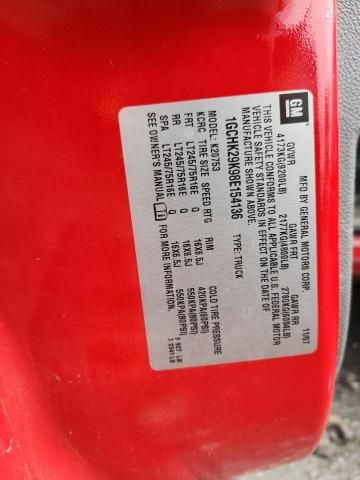 GM
MFD BY GENERAL MOTORS CORP. 11/07
GVWR GAWR FRT GAWR RR
4173KG(9200LB) 2177KG(4800LB) 2760KG(6084LB)
THIS VEHICLE CONFORMS TO ALL APPLICABLE U.S. FEDERAL MOTOR
VEHICLE SAFETY STANDARDS IN EFFECT ON THE DATE OF
MANUFACTURE SHOWN ABOVE.
1GCHK29K98E154136 TYPE: TRUCK
MODEL: K20753
KCRC TIRE SIZE SPEED RTG RIM COLD TIRE PRESSURE
FRT LT245/75R16E Q 16X6.5J 420KPA(60PSI)
RR LT245/75R16E Q 16X6.5J 550KPA(80PSI)
SPA LT245/75R16E Q 16X6.5J 550KPA(80PSI)
SEE OWNER'S MANUAL FOR MORE INFORMATION.